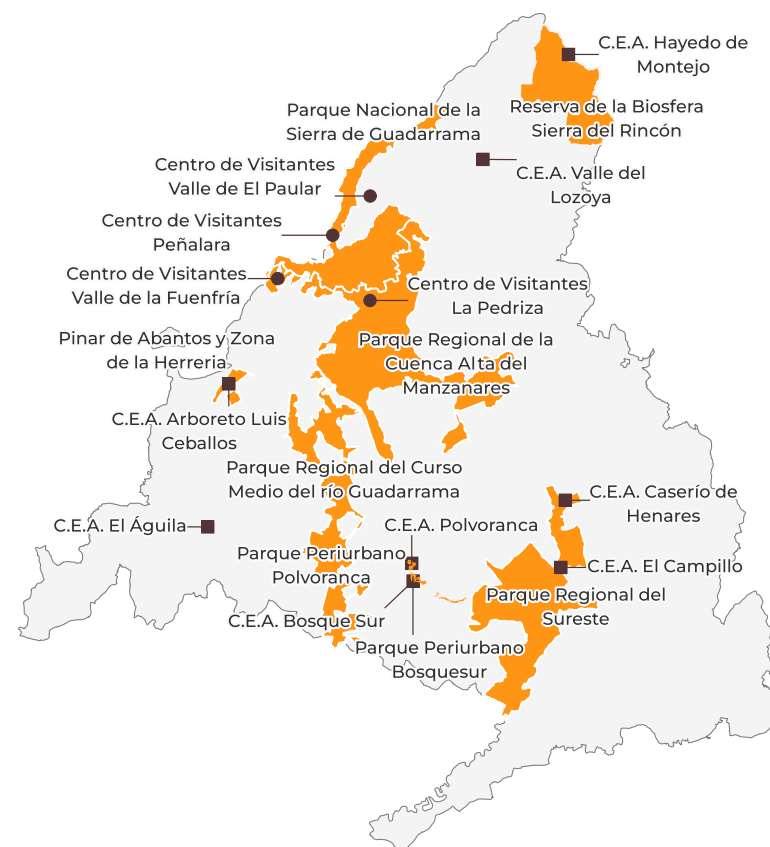 C.E.A. Hayedo de
Montejo
Parque Nacional de la
Sierra de Guadarrama
Reserva de la Biosfera
Sierra del Rincón
Centro de Visitantes
Valle de El Paular
C.E.A. Valle del
Lozoya
Centro de Visitantes
Peñalara
Centro de Visitantes
Valle de la Fuenfría
Centro de Visitantes
La Pedriza
Pinar de Abantos y Zona
de la Herreria
Parque Regional de la
Cuenca Alta del
Manzanares
C.E.A. Arboreto Luis
Ceballos
Parque Regional del Curso
Medio del río Guadarrama
C.E.A. Caserío de
Henares
C.E.A. El Águila
C.E.A. Polvoranca
Parque Periurbano
Polvoranca
C.E.A. El Campillo
Parque Regional del
Sureste
C.E.A. Bosque Sur
Parque Periurbano
Bosquesur